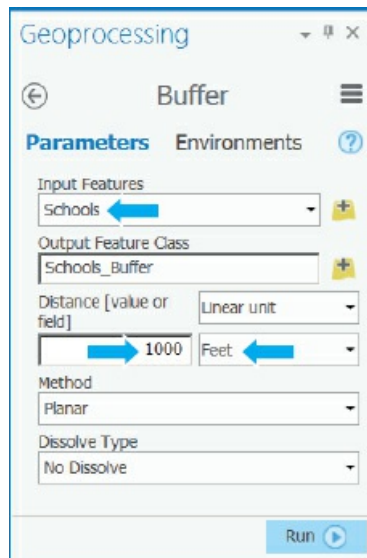 Geoprocessing
Buffer
Parameters Environments ?
Input Features
Schools
Output Feature Class
Schools_Buffer
Distance [value or
field]
Linear unit
1000 Feet
Method
Planar
Dissolve Type
No Dissolve
Run